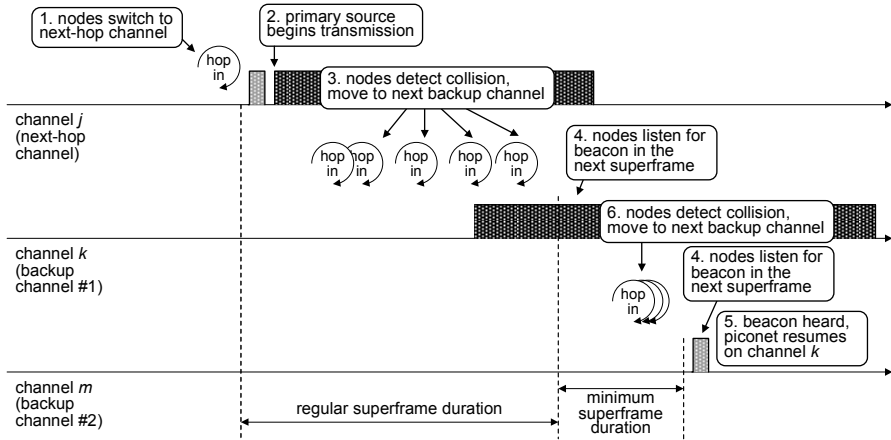 1. nodes switch to
next-hop channel
2. primary source
begins transmission
hop
in
3. nodes detect collision,
move to next backup channel
channel j
(next-hop
channel)
hop
in
hop
in
hop
in
hop
in
hop
in
4. nodes listen for
beacon in the
next superframe
6. nodes detect collision,
move to next backup channel
channel k
(backup
channel #1)
hop
in
4. nodes listen for
beacon in the
next superframe
5. beacon heard,
piconet resumes
on channel k
channel m
(backup
channel #2)
regular superframe duration
minimum
superframe
duration